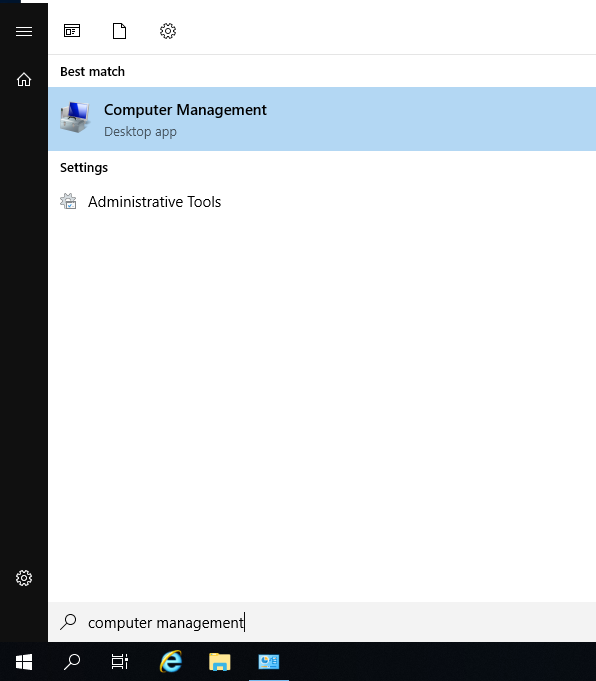 Best match
Computer Management
Desktop app
Settings
Administrative Tools
computer management